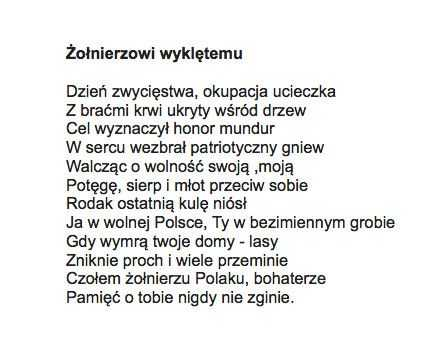 Żołnierzowi wyklętemu
Dzień zwycięstwa, okupacja ucieczka
Z braćmi krwi ukryty wśród drzew
Cel wyznaczył honor mundur
W sercu wezbrał patriotyczny gniew
Walcząc o wolność swoją ,moją
Potęgę, sierp i młot przeciw sobie
Rodak ostatnią kulę niósł
Ja w wolnej Polsce, Ty w bezimiennym grobie
Gdy wymrą twoje domy - lasy
Zniknie proch i wiele przeminie
Czołem żołnierzu Polaku, bohaterze
Pamięć o tobie nigdy nie zginie.